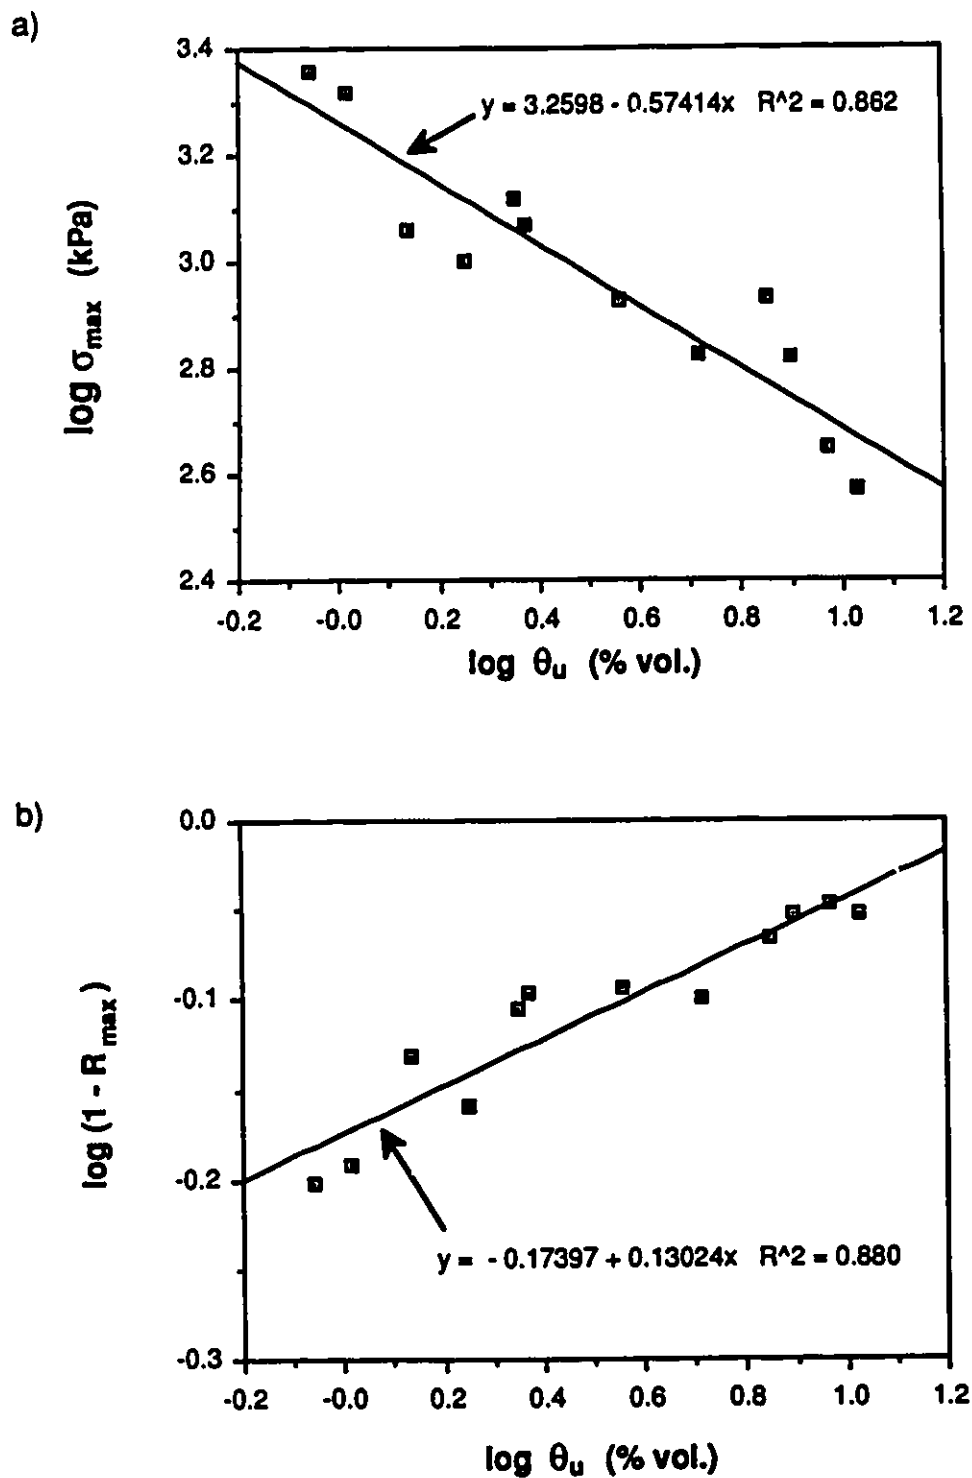 a)
3.4
3.2
3.0
2.8
2.6
2.4
log σmax (kPa)
y = 3.2598 - 0.57414x R^2 = 0.862
-0.2 -0.0 0.2 0.4 0.6 0.8 1.0 1.2
log θu (% vol.)
b)
0.0
-0.1
-0.2
-0.3
log (1 - R max)
y = - 0.17397 + 0.13024x R^2 = 0.880
-0.2 -0.0 0.2 0.4 0.6 0.8 1.0 1.2
log θu (% vol.)